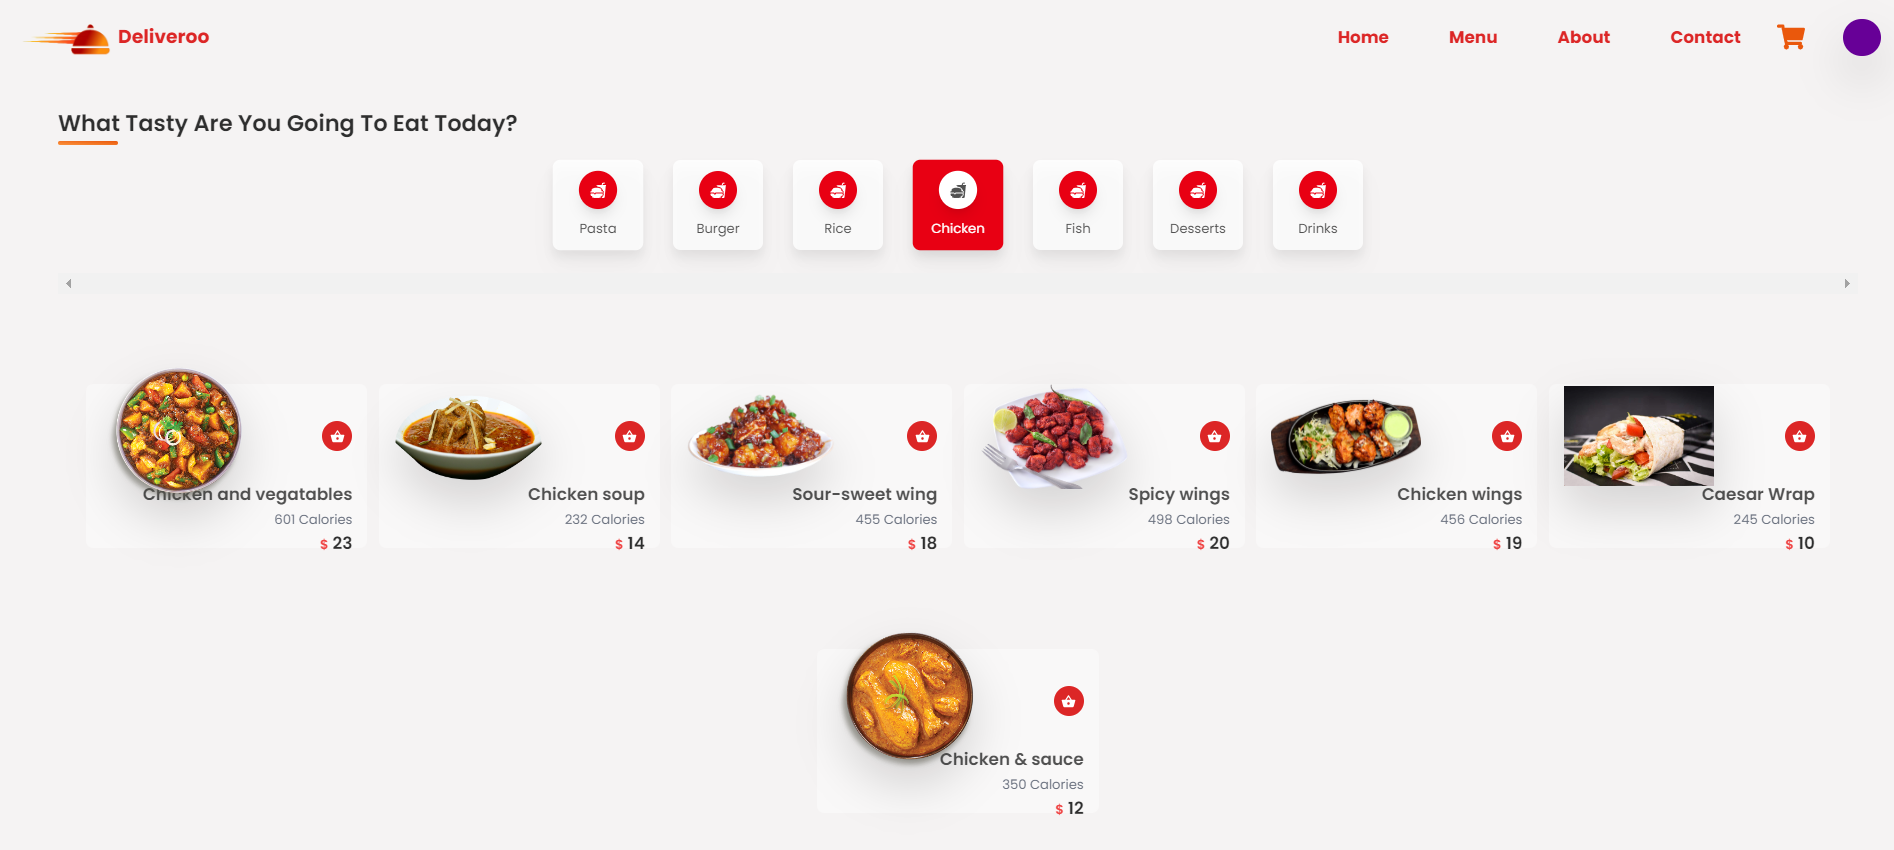 Deliveroo
Home
Menu
About
Contact
What Tasty Are You Going To Eat Today?
Pasta
Burger
Rice
Chicken
Fish
Desserts
Drinks
Chicken and vegatables
601 Calories
$ 23
Chicken soup
232 Calories
$ 14
Sour-sweet wing
455 Calories
$ 18
Spicy wings
498 Calories
$ 20
Chicken wings
456 Calories
$ 19
Caesar Wrap
245 Calories
$ 10
Chicken & sauce
350 Calories
$ 12